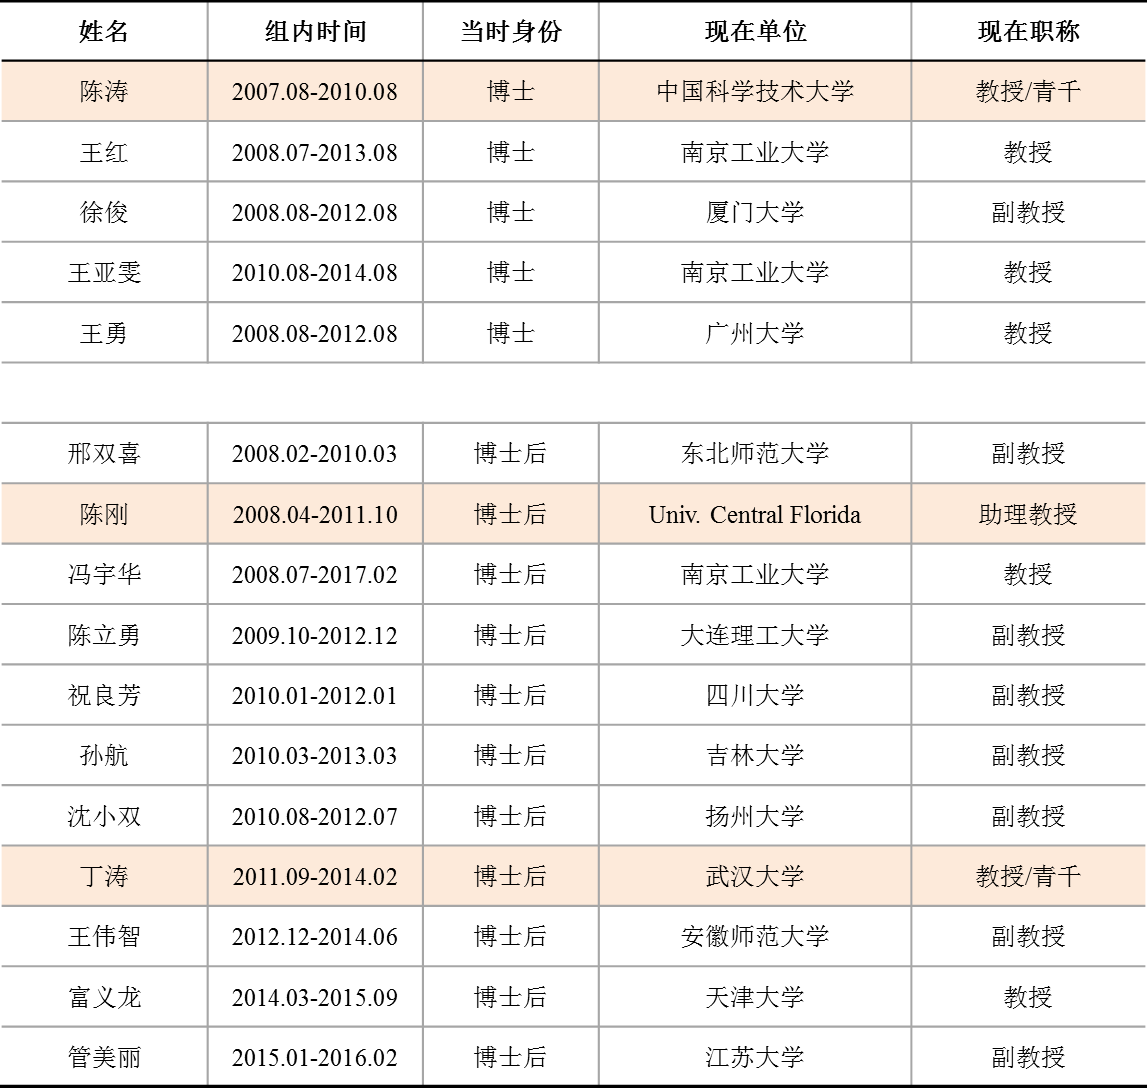 姓名 组内时间 当时身份 现在单位 现在职称
陈涛 2007.08-2010.08 博士 中国科学技术大学 教授/青千
王红 2008.07-2013.08 博士 南京工业大学 教授
徐俊 2008.08-2012.08 博士 厦门大学 副教授
王亚雯 2010.08-2014.08 博士 南京工业大学 教授
王勇 2008.08-2012.08 博士 广州大学 教授
邢双喜 2008.02-2010.03 博士后 东北师范大学 副教授
陈刚 2008.04-2011.10 博士后 Univ. Central Florida 助理教授
冯宇华 2008.07-2017.02 博士后 南京工业大学 教授
陈立勇 2009.10-2012.12 博士后 大连理工大学 副教授
祝良芳 2010.01-2012.01 博士后 四川大学 副教授
孙航 2010.03-2013.03 博士后 吉林大学 副教授
沈小双 2010.08-2012.07 博士后 扬州大学 副教授
丁涛 2011.09-2014.02 博士后 武汉大学 教授/青千
王伟智 2012.12-2014.06 博士后 安徽师范大学 副教授
富义龙 2014.03-2015.09 博士后 天津大学 教授
管美丽 2015.01-2016.02 博士后 江苏大学 副教授